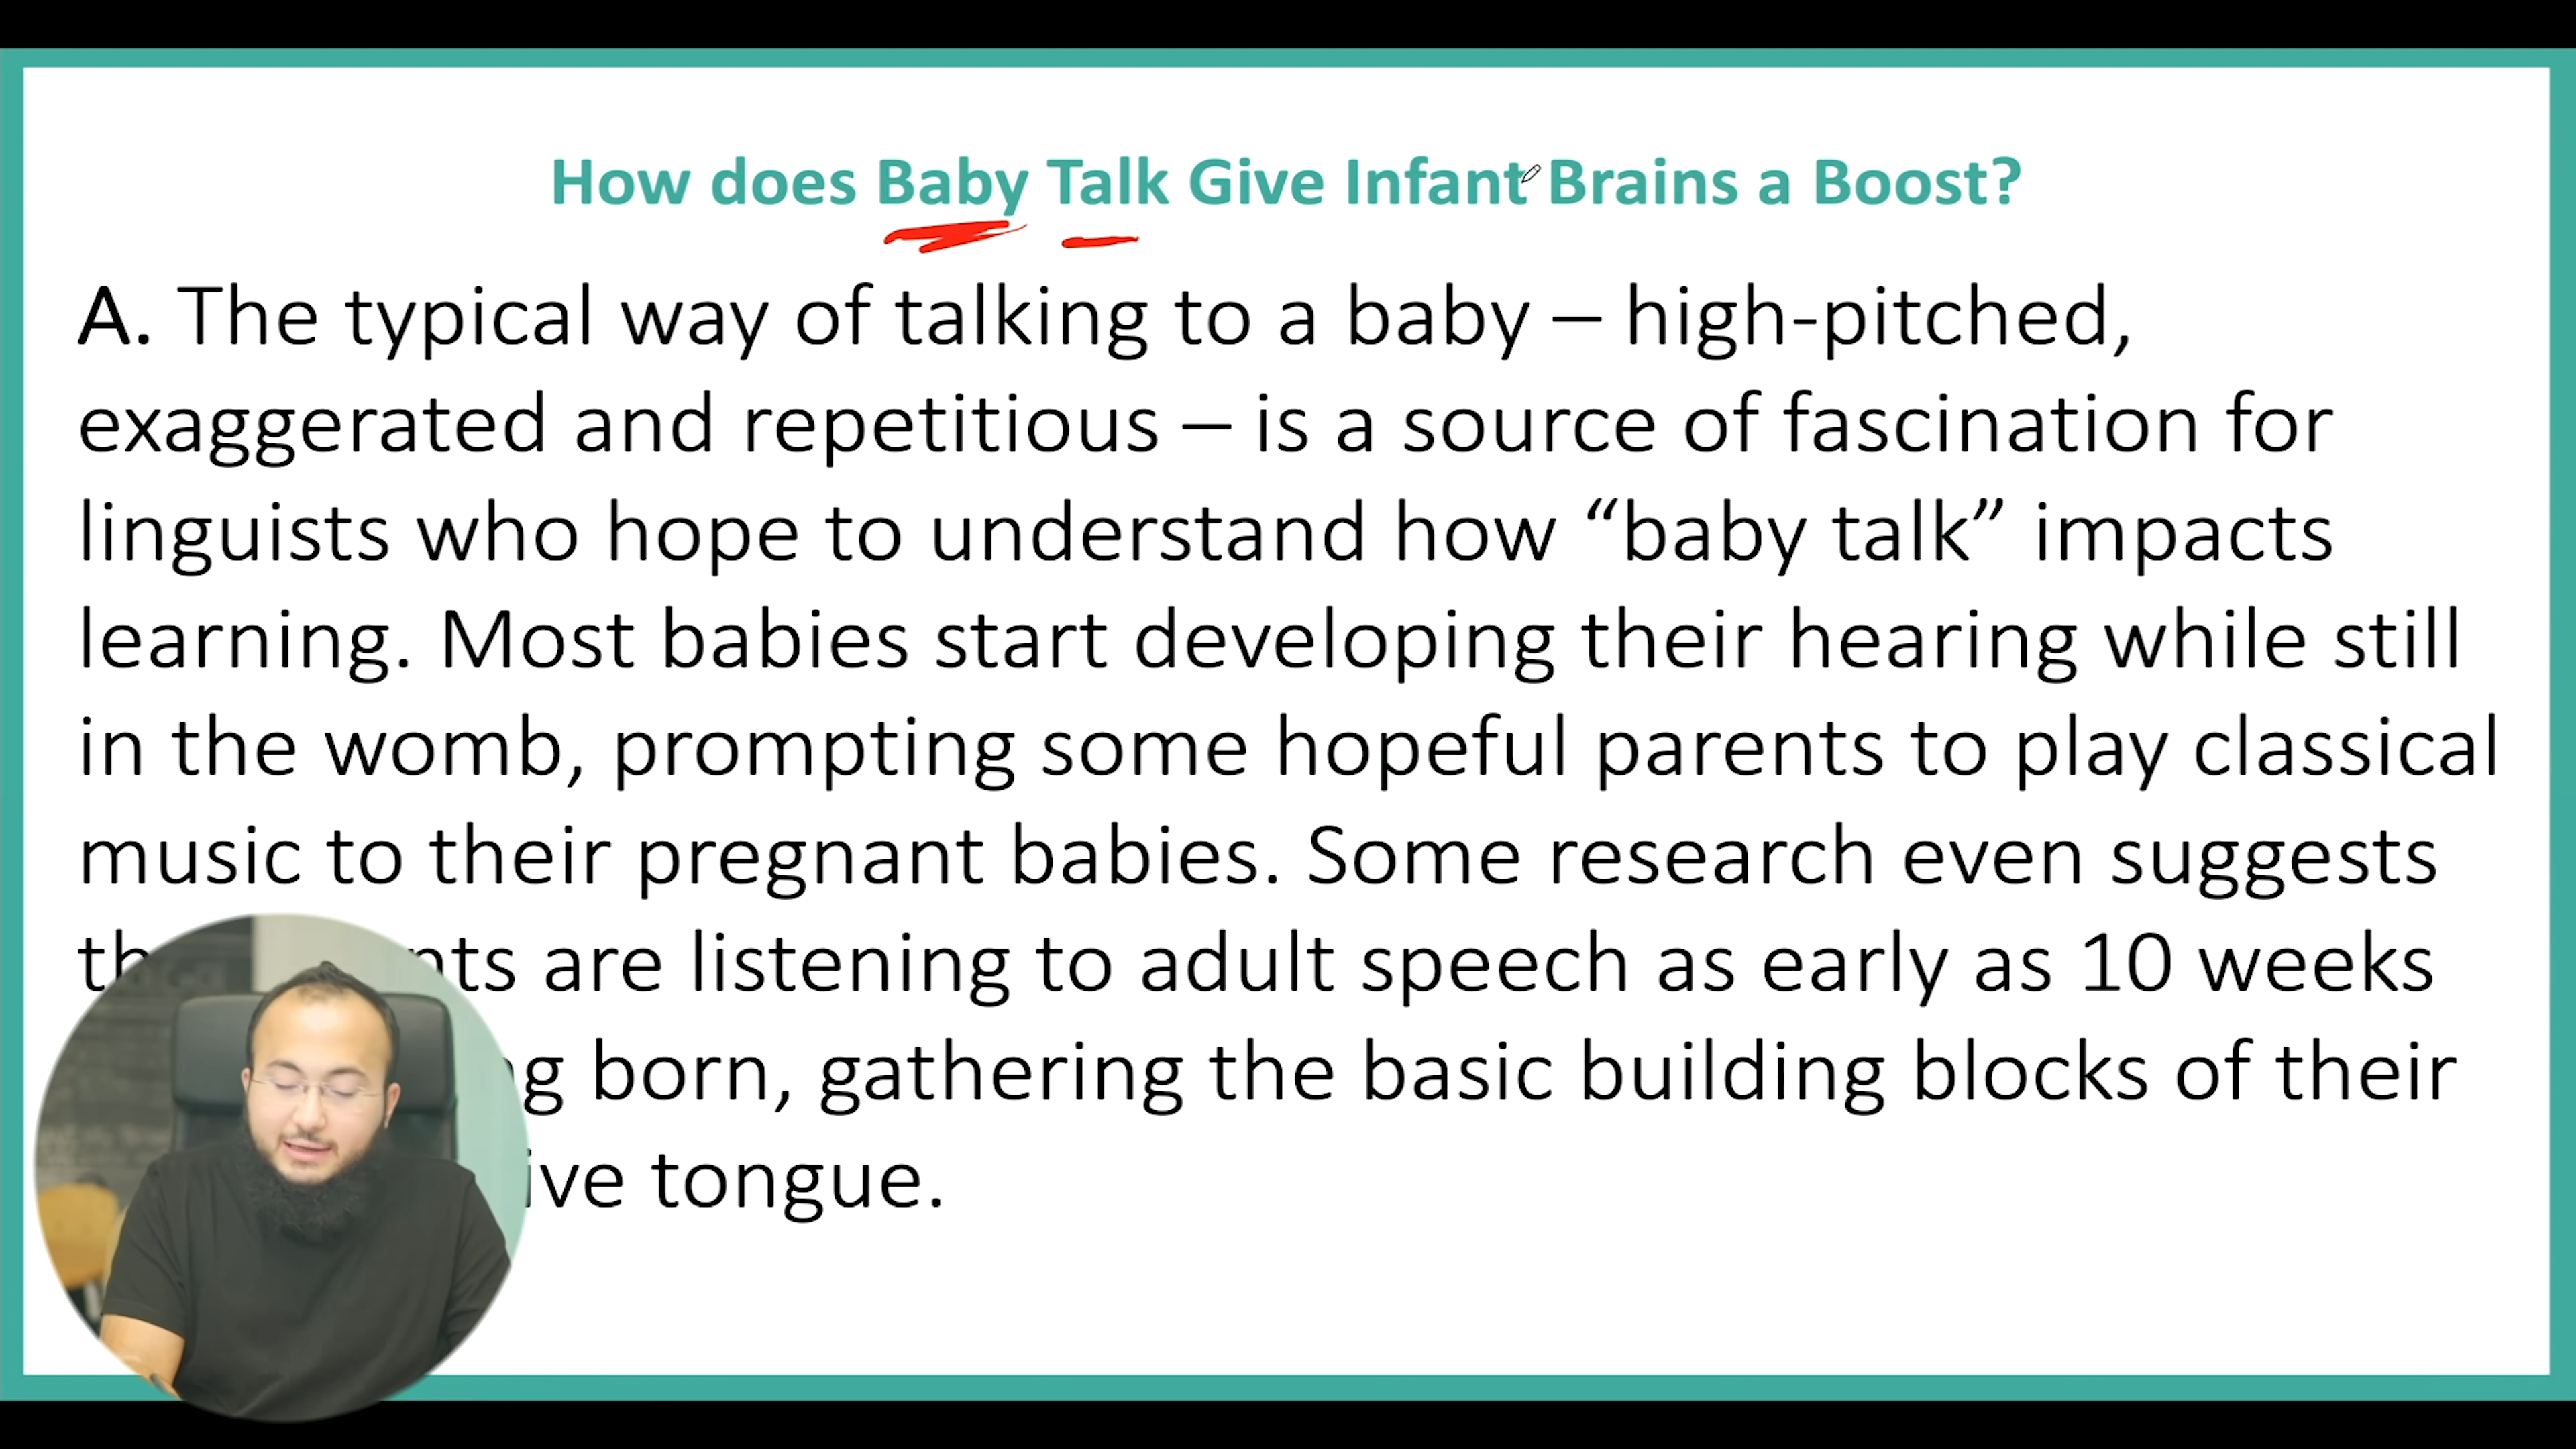 How does Baby Talk Give Infant Brains a Boost?
A. The typical way of talking to a baby – high-pitched,
exaggerated and repetitious – is a source of fascination for
linguists who hope to understand how “baby talk” impacts
learning. Most babies start developing their hearing while still
in the womb, prompting some hopeful parents to play classical
music to their pregnant babies. Some research even suggests
are listening to adult speech as early as 10 weeks
born, gathering the basic building blocks of their
tongue.